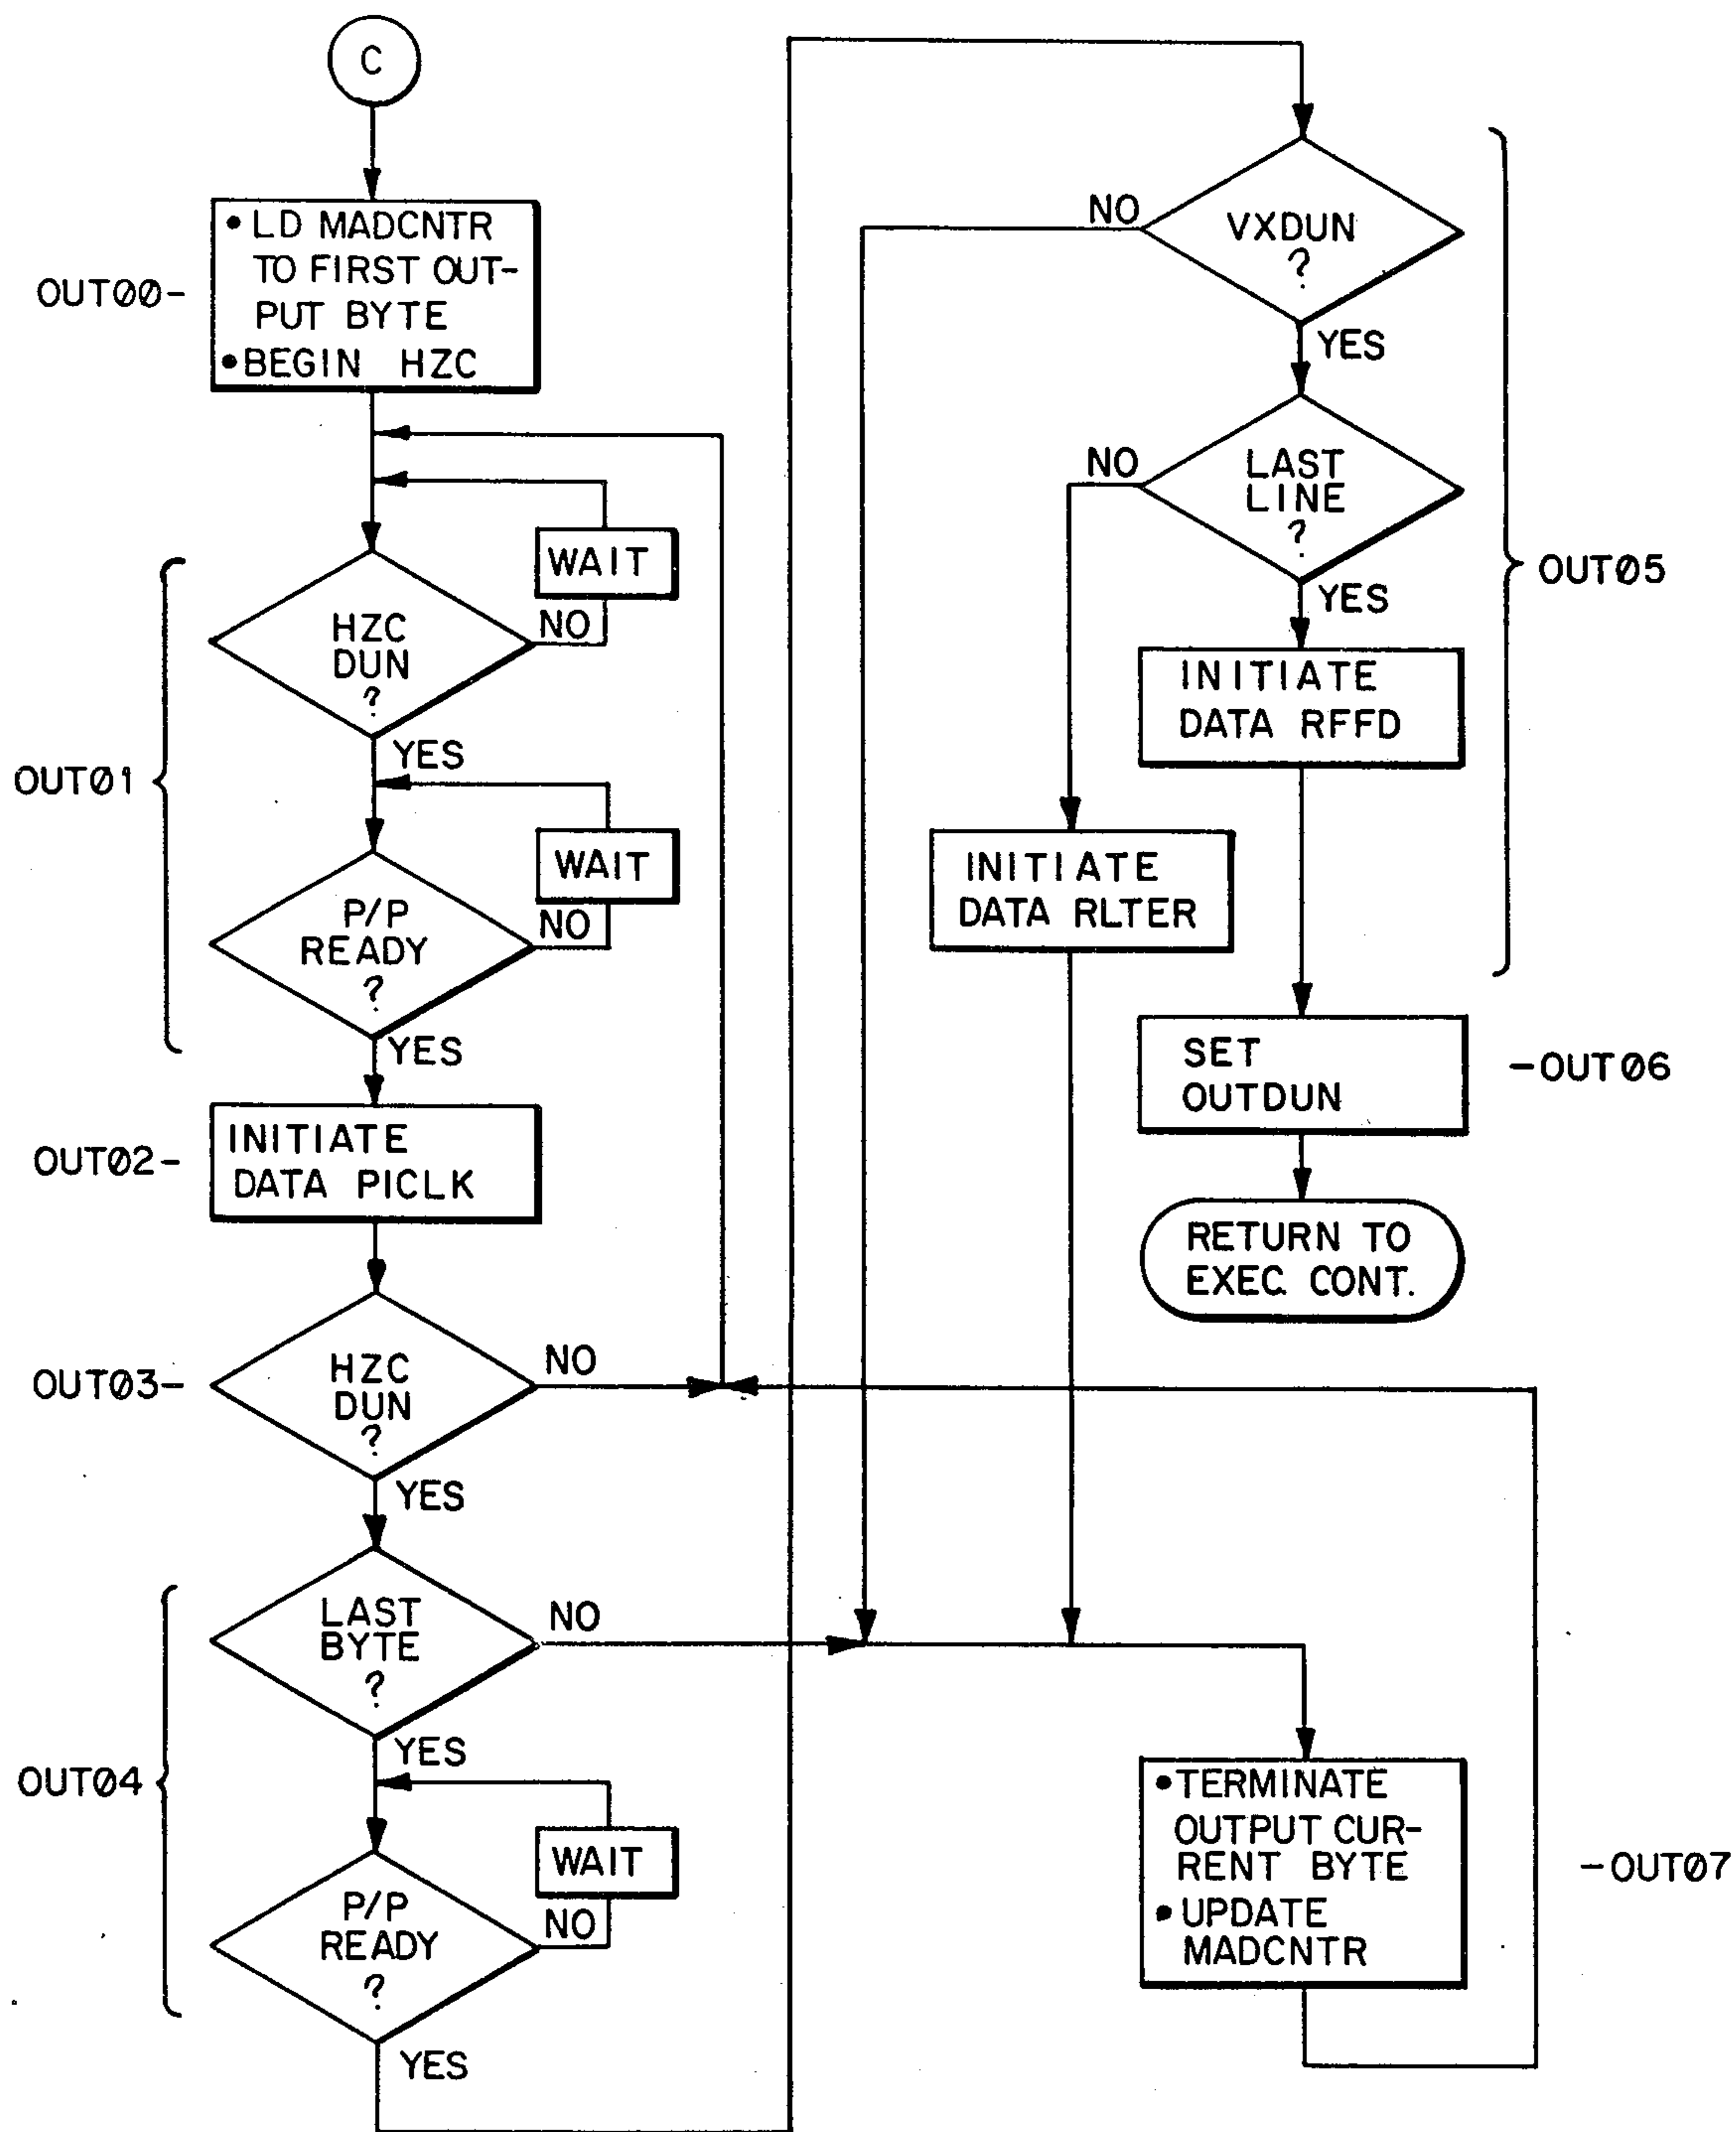 C
OUT00-
• LD MADCNTR
TO FIRST OUT-
PUT BYTE
• BEGIN HZC
WAIT
NO
HZC
DUN
?
YES
OUT01
WAIT
NO
P/P
READY
?
YES
OUT02-
INITIATE
DATA PICLK
OUT03-
HZC
DUN
?
NO
YES
OUT04
LAST
BYTE
?
NO
YES
WAIT
NO
P/P
READY
?
YES
NO
VXDUN
?
YES
NO
LAST
LINE
?
YES
OUT05
INITIATE
DATA RFFD
INITIATE
DATA RLTER
SET
OUTDUN
-OUT06
RETURN TO
EXEC. CONT.
• TERMINATE
OUTPUT CUR-
RENT BYTE
• UPDATE
MADCNTR
-OUT07